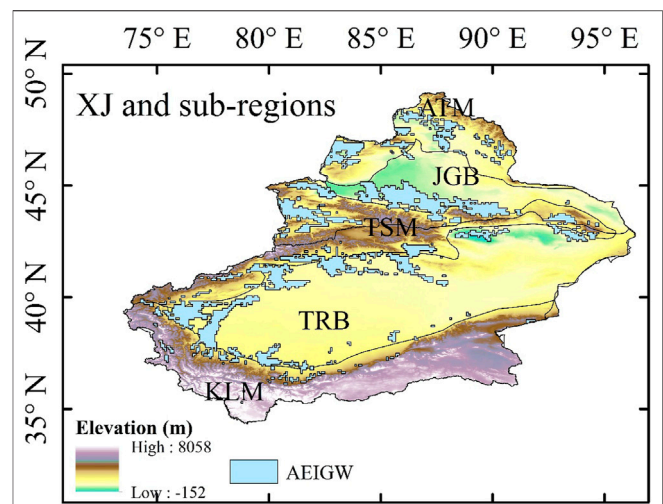 75° E 80° E 85° E 90° E 95° E
50° N
XJ and sub-regions
ATM
JGB
45° N
TSM
40° N
TRB
KLM
35° N
Elevation (m)
High : 8058
AEIGW
Low : -152